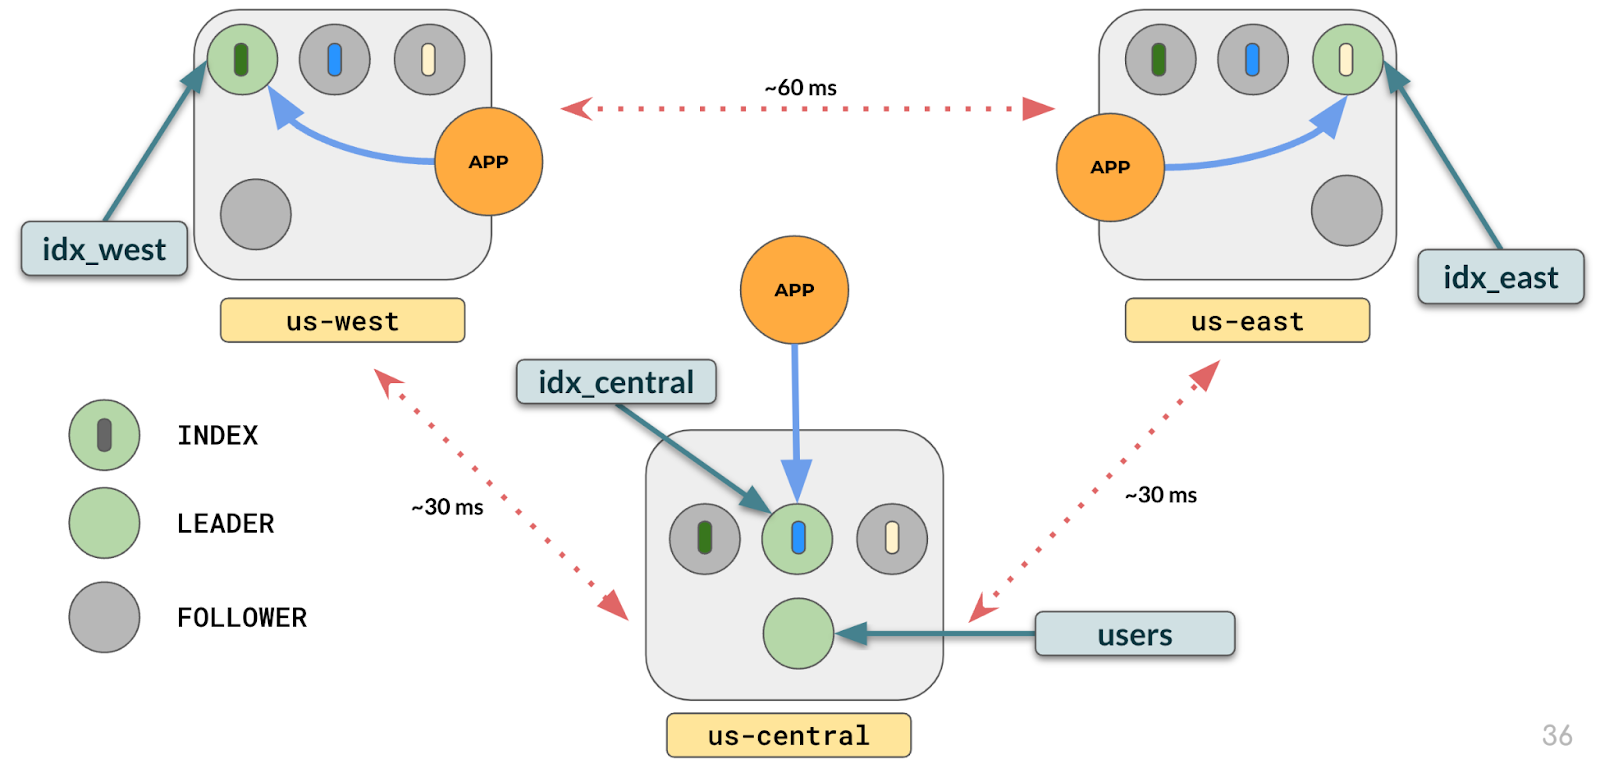 ~60 ms
APP
APP
idx_west
idx_east
APP
us-west
us-east
idx_central
INDEX
~30 ms
~30 ms
LEADER
FOLLOWER
users
us-central
36